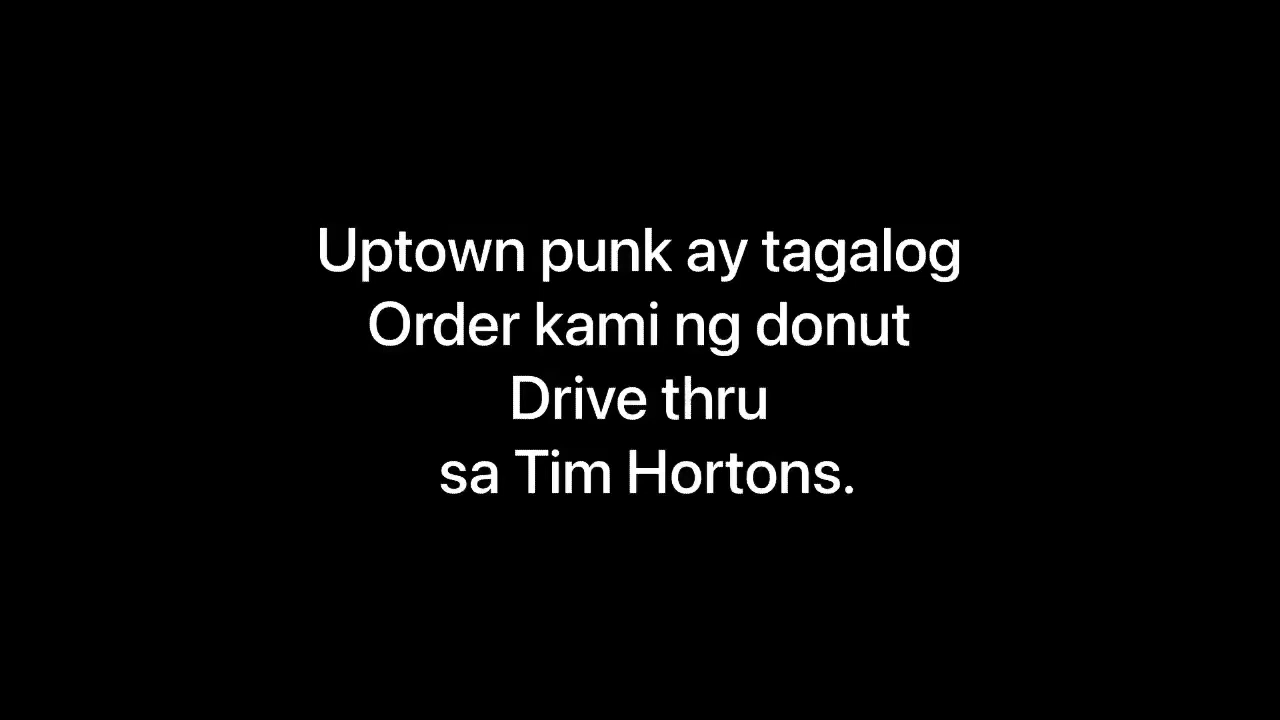 Uptown punk ay tagalog
Order kami ng donut
Drive thru
sa Tim Hortons.